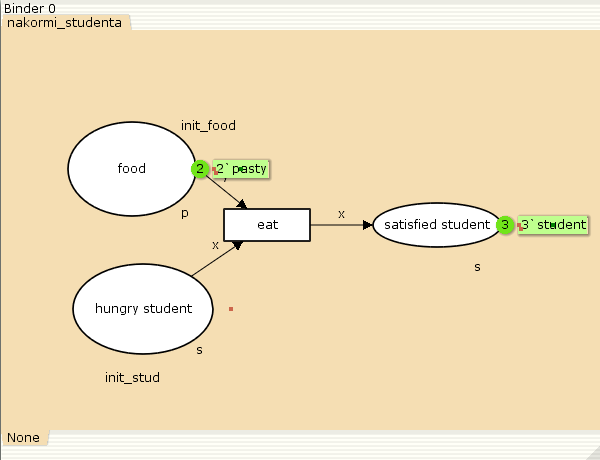 Binder 0
nakormi_studenta
init_food
food
2
2`pasty
p
eat
x
x
satisfied student
3
3`student
s
hungry student
s
init_stud
None